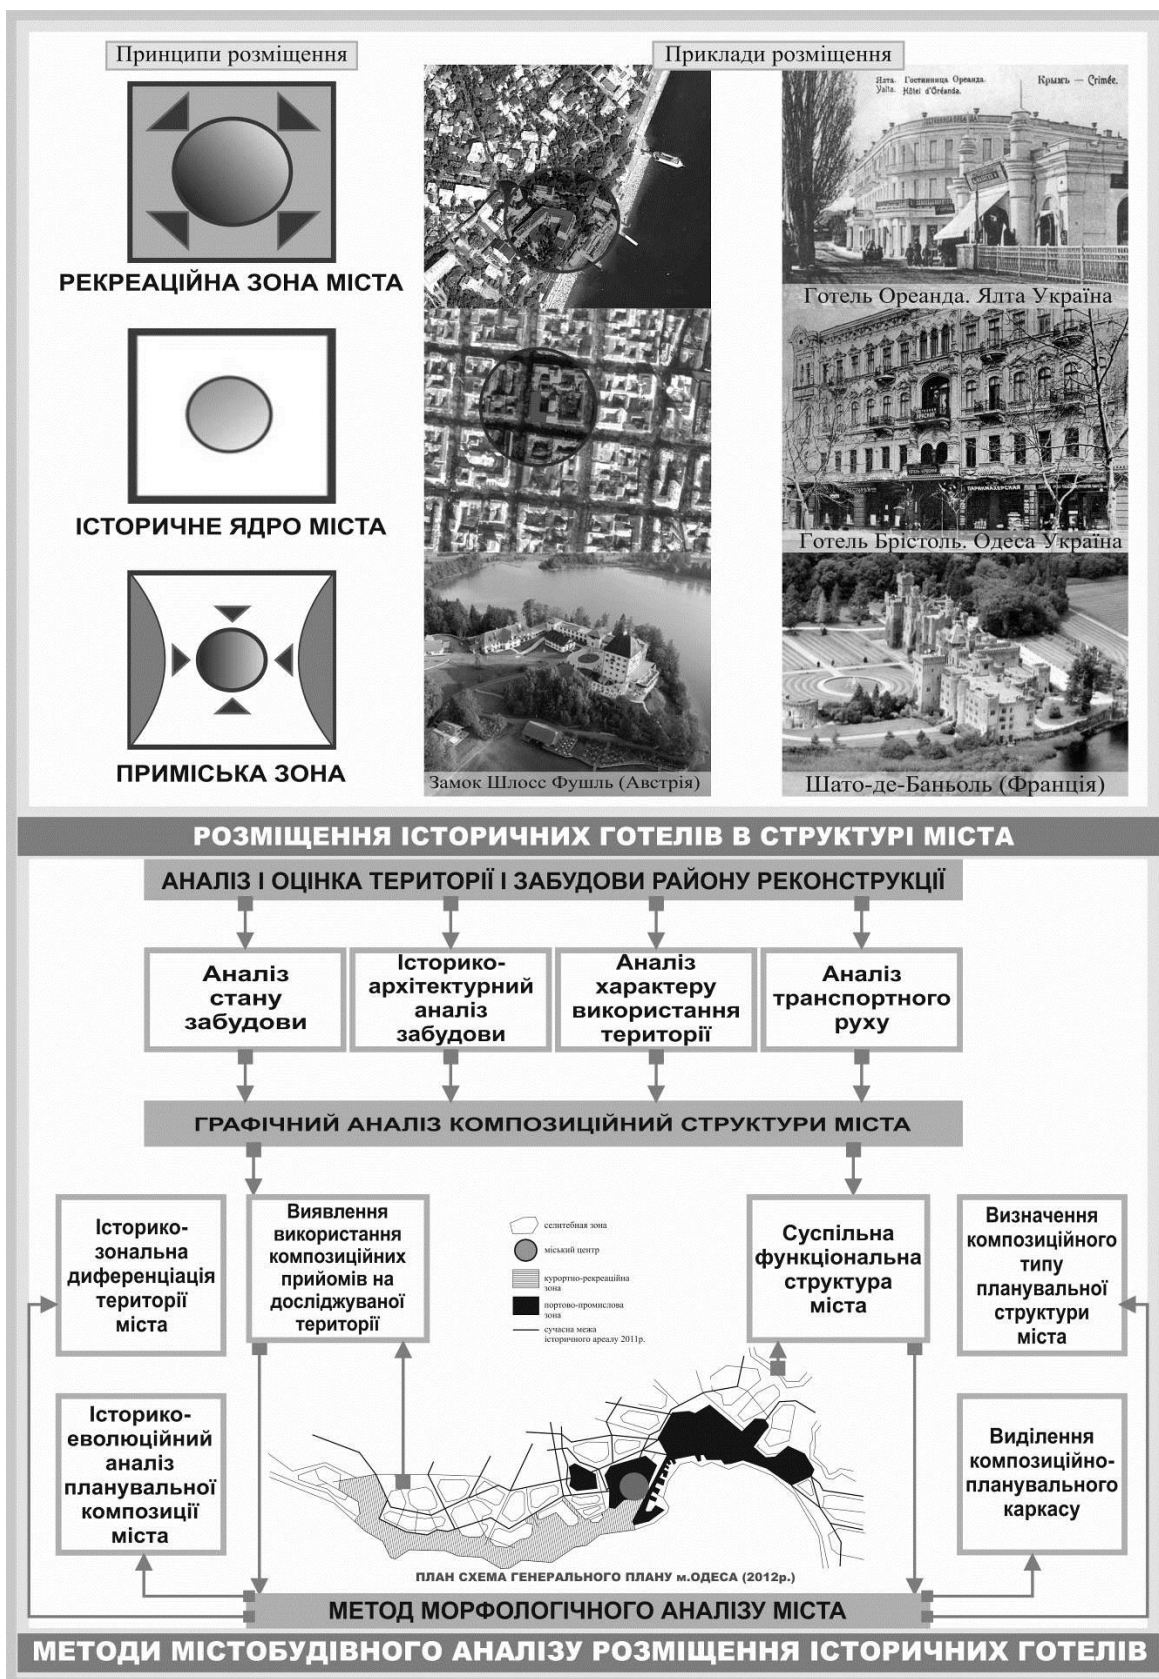 Принципи розміщення
Приклади розміщення
Ялта. Гостинница Ореанда.
Yalta. Hôtel d'Oréanda.
Крымъ — Crimée.
РЕКРЕАЦІЙНА ЗОНА МІСТА
Готель Ореанда. Ялта Україна
ІСТОРИЧНЕ ЯДРО МІСТА
ПАРИКМАХЕРСКАЯ
Готель Брістоль. Одеса Україна
ПРИМІСЬКА ЗОНА
Замок Шлосс Фушль (Австрія)
Шато-де-Баньоль (Франція)
РОЗМІЩЕННЯ ІСТОРИЧНИХ ГОТЕЛІВ В СТРУКТУРІ МІСТА
АНАЛІЗ І ОЦІНКА ТЕРИТОРІЇ І ЗАБУДОВИ РАЙОНУ РЕКОНСТРУКЦІЇ
Аналіз
стану
забудови
Історико-
архітектурний
аналіз
забудови
Аналіз
характеру
використання
території
Аналіз
транспортного
руху
ГРАФІЧНИЙ АНАЛІЗ КОМПОЗИЦІЙНИЙ СТРУКТУРИ МІСТА
Історико-
зональна
диференціація
території
міста
Виявлення
використання
композиційних
прийомів на
досліджуваної
території
селитебная зона
міський центр
курортно-рекреаційна
зона
портово-промислова
зона
сучасна межа
історичного ареалу 2011р.
Суспільна
функціональна
структура
міста
Визначення
композиційного
типу
планувальної
структури
міста
Історико-
еволюційний
аналіз
планувальної
композиції
міста
Виділення
композиційно-
планувального
каркасу
ПЛАН СХЕМА ГЕНЕРАЛЬНОГО ПЛАНУ м.ОДЕСА (2012р.)
МЕТОД МОРФОЛОГІЧНОГО АНАЛІЗУ МІСТА
МЕТОДИ МІСТОБУДІВНОГО АНАЛІЗУ РОЗМІЩЕННЯ ІСТОРИЧНИХ ГОТЕЛІВ